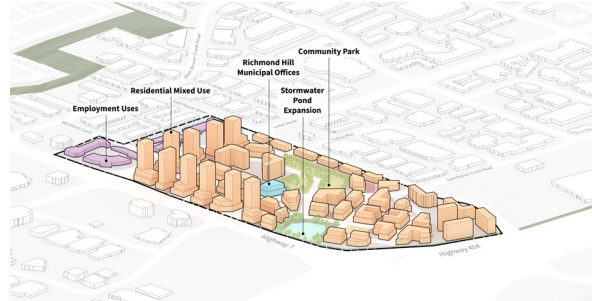 Community Park
Richmond Hill
Municipal Offices
Residential Mixed Use
Stormwater
Pond
Expansion
Employment Uses
Highway 7
Highway 404